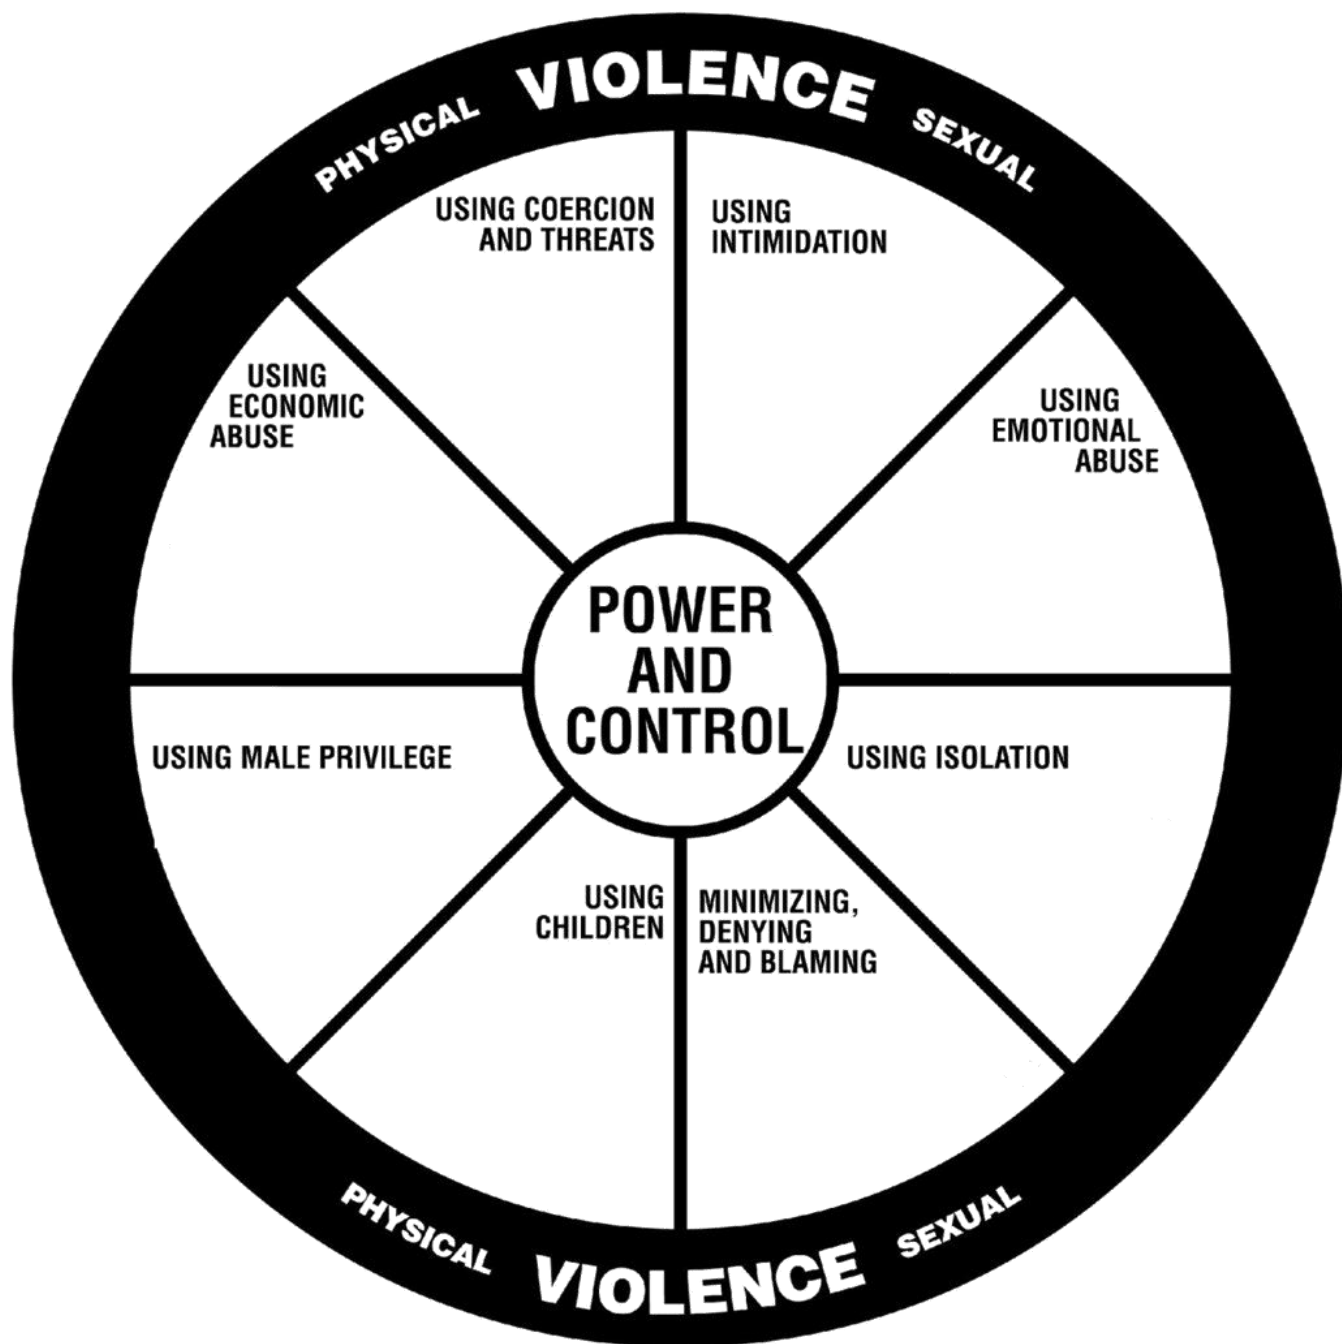 PHYSICAL VIOLENCE SEXUAL
USING COERCION
AND THREATS
USING
INTIMIDATION
USING
ECONOMIC
ABUSE
USING
EMOTIONAL
ABUSE
POWER
AND
CONTROL
USING MALE PRIVILEGE
USING ISOLATION
USING
CHILDREN
MINIMIZING,
DENYING
AND BLAMING
PHYSICAL VIOLENCE SEXUAL